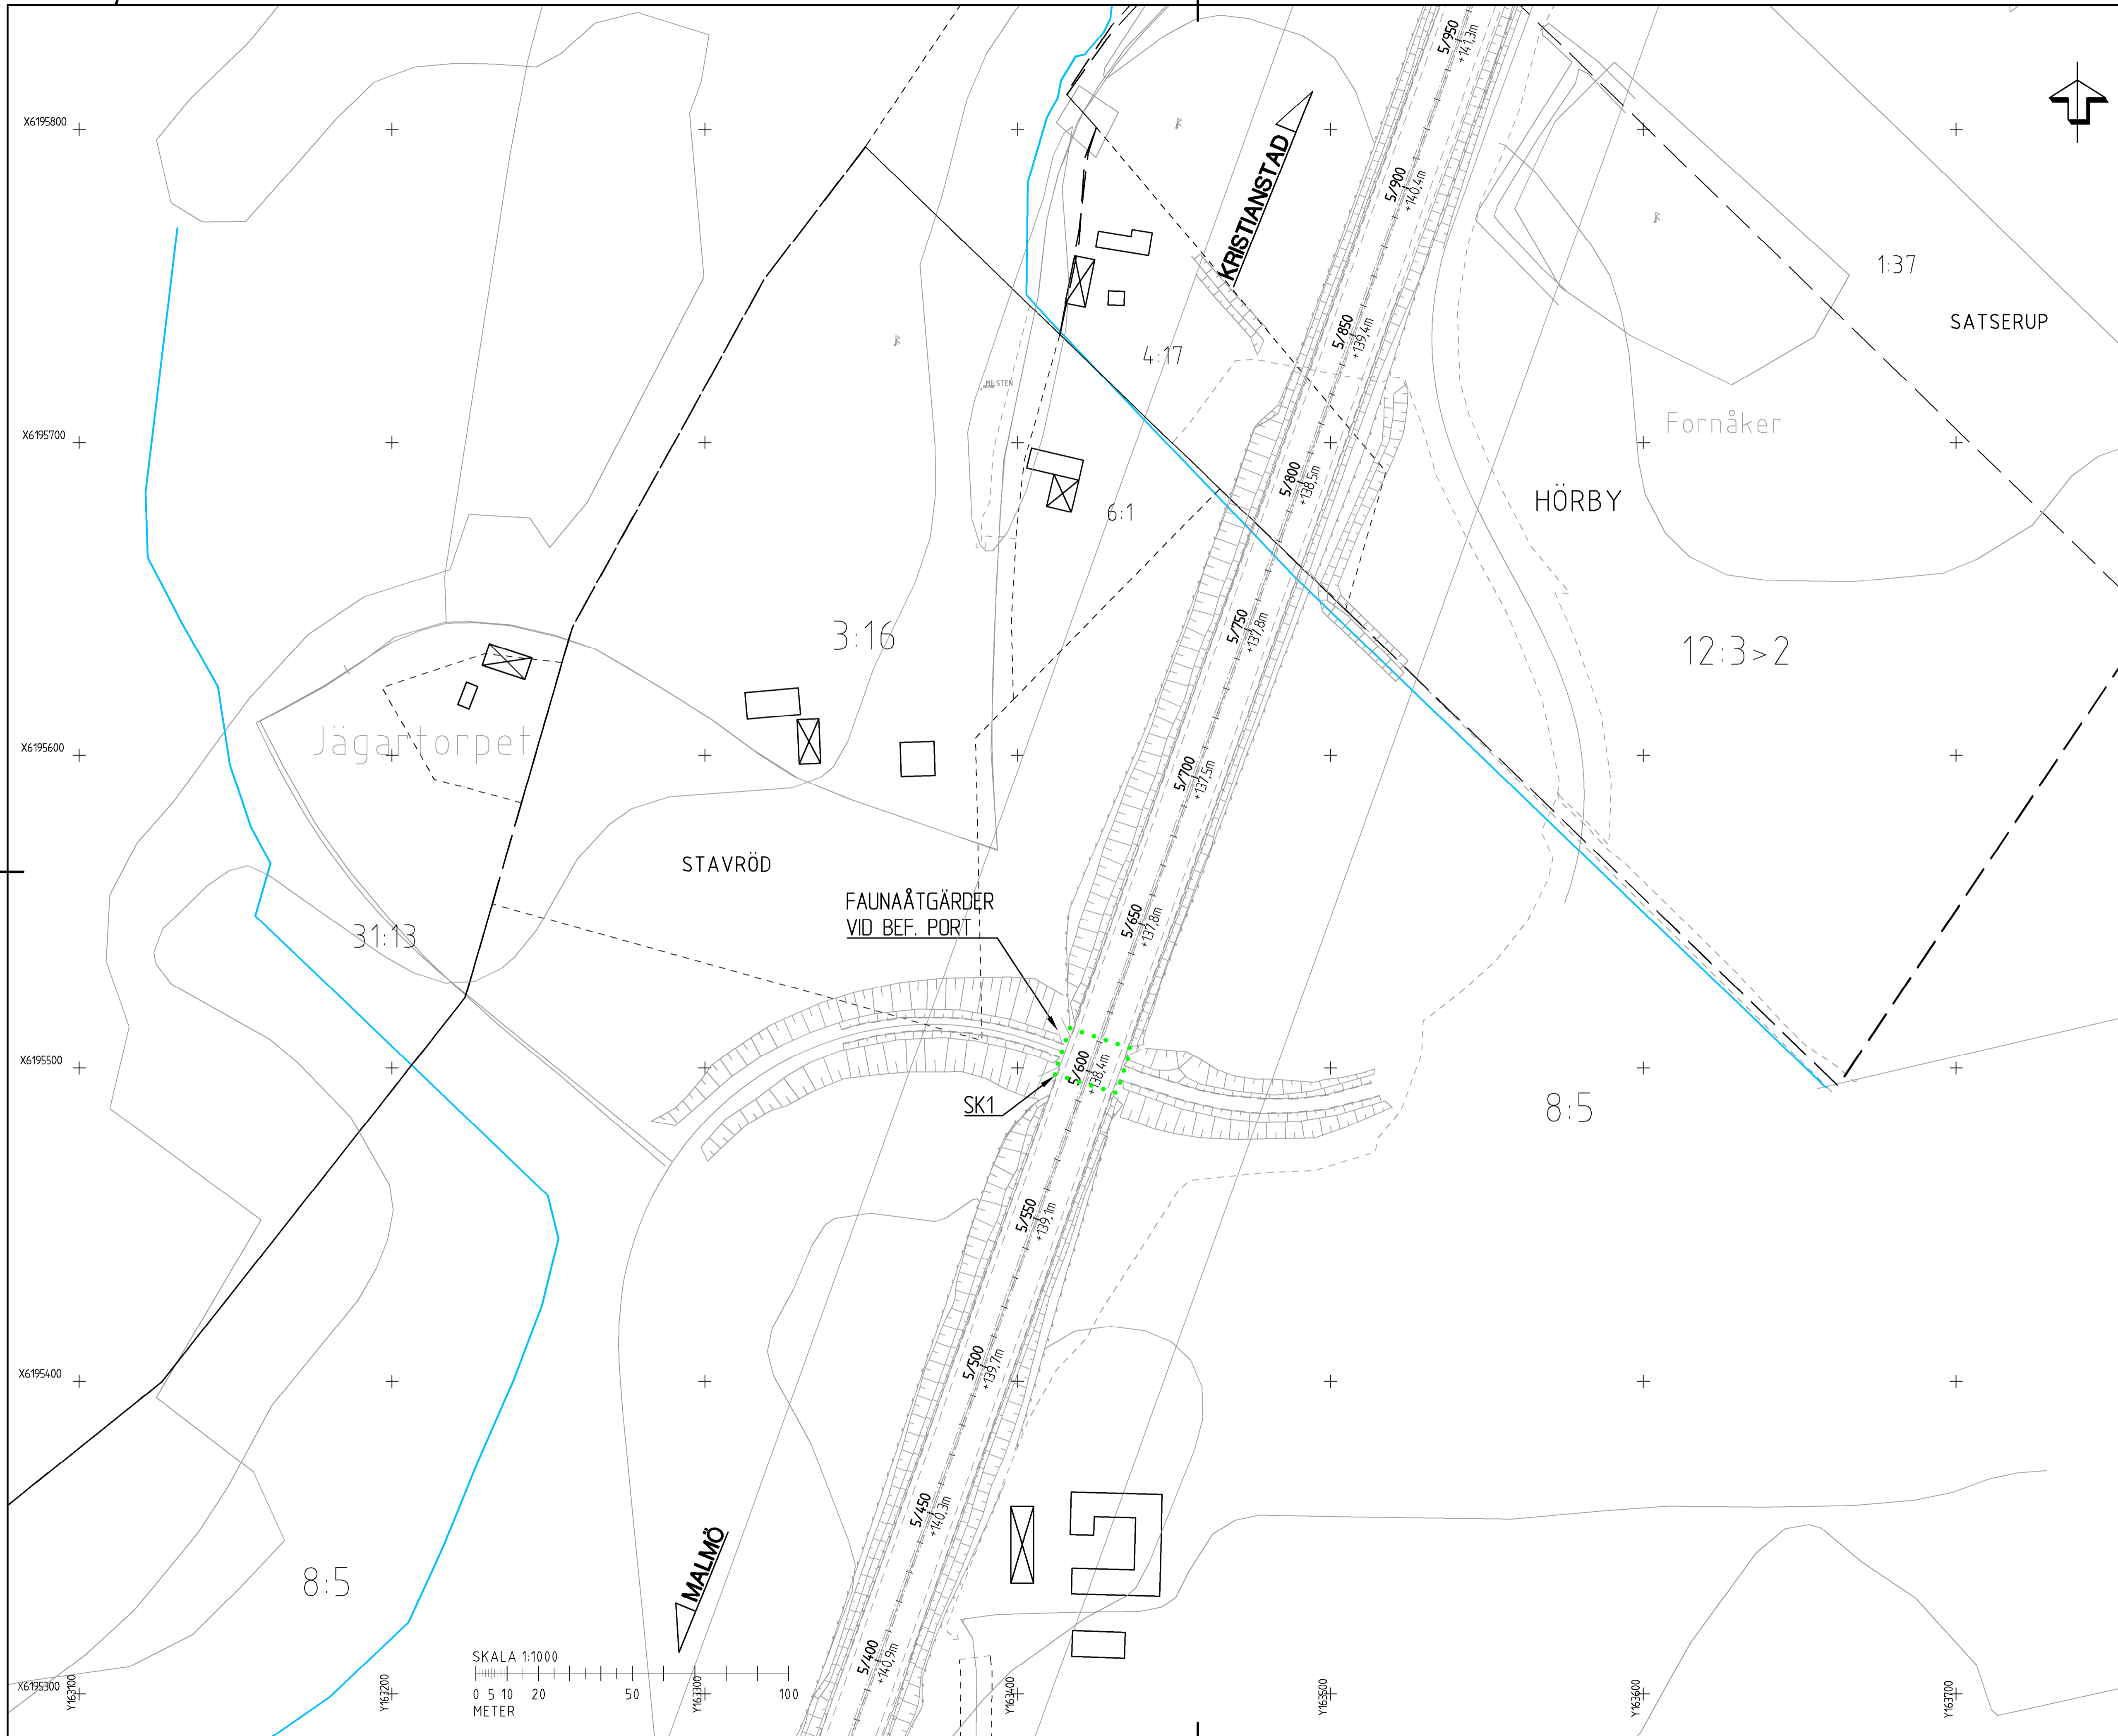 X6195800
X6195700
X6195600
X6195500
X6195400
X6195300
Y163100
Y163200
Y163300
Y163400
Y163500
Y163600
Y163700
KRISTIANSTAD
5/950
+141,3m
5/900
+140,4m
5/850
+139,4m
5/800
+138,5m
5/750
+137,8m
5/700
+137,5m
5/650
+137,8m
5/600
+138,4m
5/550
+139,1m
5/500
+139,7m
5/450
+140,3m
5/400
+140,9m
1:37
SATSERUP
4:17
MILSTEN
Fornåker
HÖRBY
6:1
3:16
12:3>2
Jägartorpet
STAVRÖD
FAUNAÅTGÄRDER
VID BEF. PORT
31:13
SK1
8:5
8:5
MALMÖ
SKALA 1:1000
0 5 10 20 50 100
METER